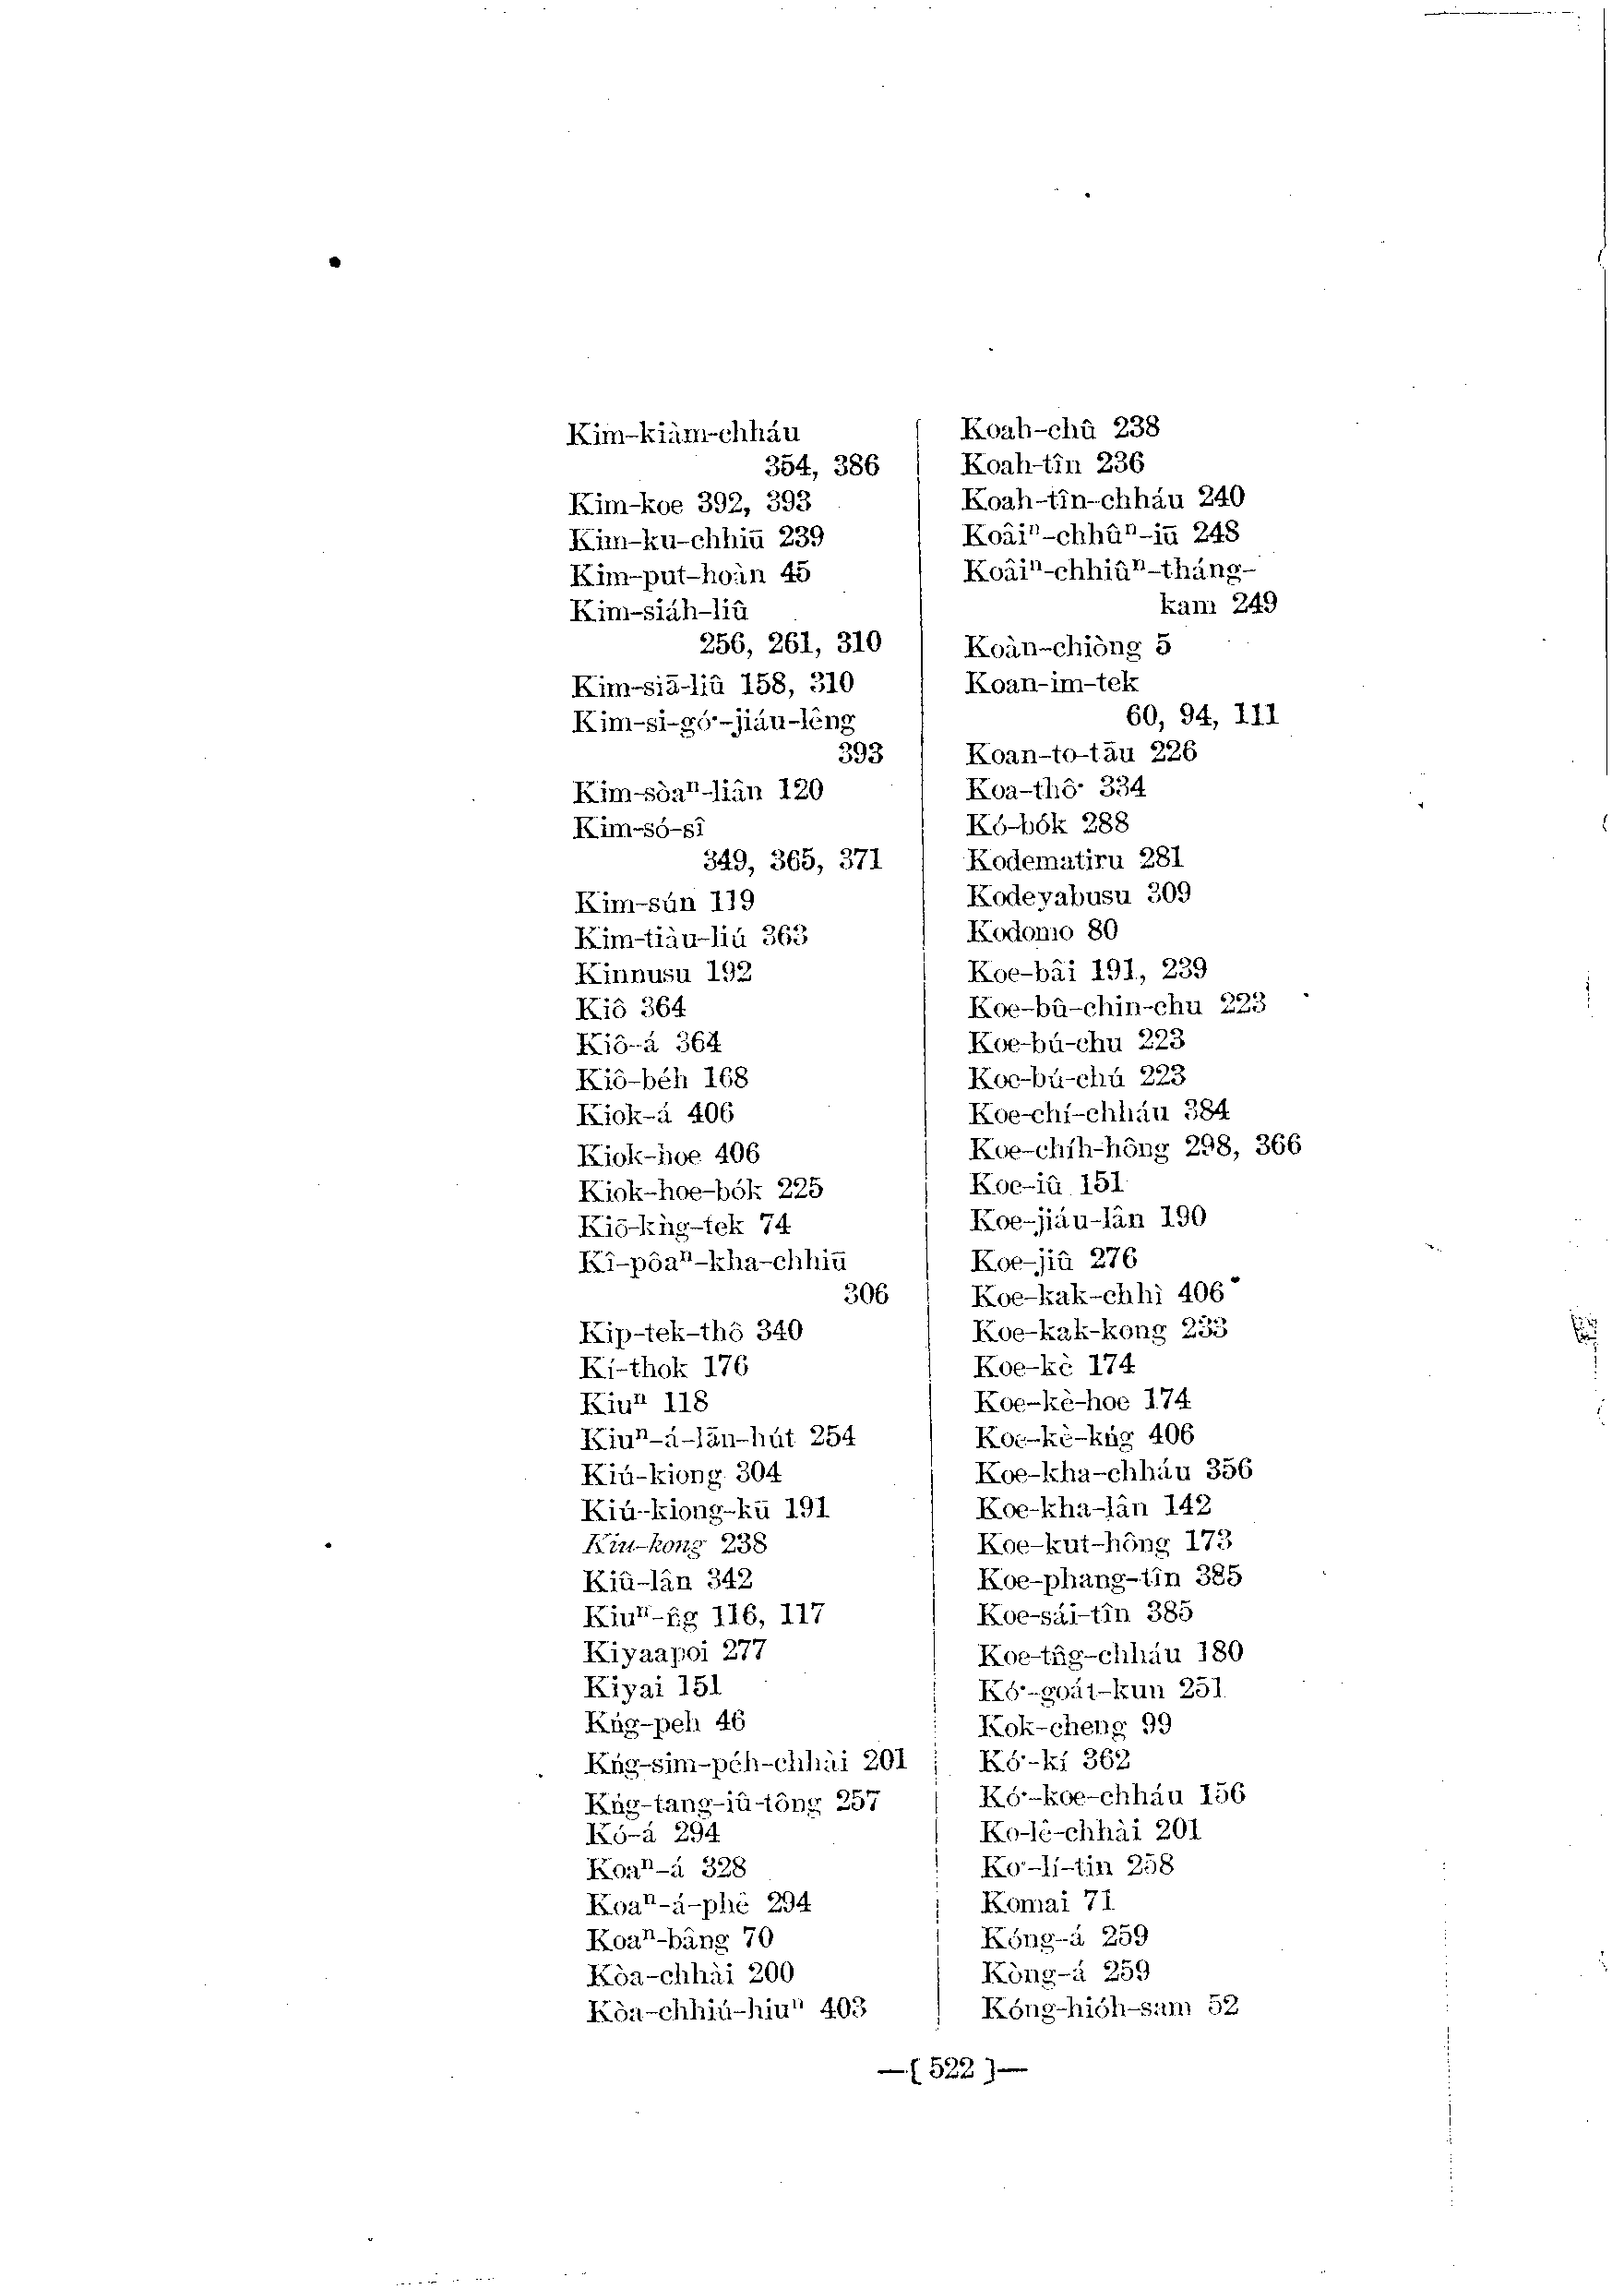 Kim-kiàm-chháu
354, 386
Kim-koe 392, 393
Kim-ku-chhiū 239
Kim-put-hoàn 45
Kim-siáh-liû
256, 261, 310
Kim-siā-liû 158, 310
Kim-si-gó͘-jiáu-lêng
393
Kim-sòaⁿ-liân 120
Kim-só-sî
349, 365, 371
Kim-sún 119
Kim-tiàu-liú 363
Kinnusu 192
Kiô 364
Kiô-á 364
Kiô-béh 168
Kiok-á 406
Kiok-hoe 406
Kiok-hoe-bók 225
Kiō-kǹg-tek 74
Kî-pôaⁿ-kha-chhiū
306
Kip-tek-thô 340
Kí-thok 176
Kiuⁿ 118
Kiuⁿ-á-lān-hút 254
Kiú-kiong 304
Kiú-kiong-kū 191
Kiu-kong 238
Kiû-lân 342
Kiuⁿ-n̂g 116, 117
Kiyaapoi 277
Kiyai 151
Kńg-peh 46
Kńg-sim-péh-chhài 201
Kńg-tang-iû-tông 257
Kó-á 294
Koaⁿ-á 328
Koaⁿ-á-phê 294
Koaⁿ-bâng 70
Kòa-chhài 200
Kòa-chhiú-hiuⁿ 403
Koah-chû 238
Koah-tîn 236
Koah-tîn-chháu 240
Koâiⁿ-chhûⁿ-iū 248
Koâiⁿ-chhiûⁿ-tháng-
kam 249
Koàn-chiòng 5
Koan-im-tek
60, 94, 111
Koan-to-tāu 226
Koa-thô͘ 334
Kó-bók 288
Kodematiru 281
Kodeyabusu 309
Kodomo 80
Koe-bâi 191, 239
Koe-bû-chin-chu 223
Koe-bú-chu 223
Koe-bú-chú 223
Koe-chí-chháu 384
Koe-chíh-hông 298, 366
Koe-iû 151
Koe-jiáu-lân 190
Koe-jiû 276
Koe-kak-chhì 406
Koe-kak-kong 233
Koe-kè 174
Koe-kè-hoe 174
Koe-kè-kńg 406
Koe-kha-chháu 356
Koe-kha-lân 142
Koe-kut-hông 173
Koe-phang-tîn 385
Koe-sái-tîn 385
Koe-tn̂g-chháu 180
Kó͘-goát-kun 251
Kok-cheng 99
Kó͘-kí 362
Kó͘-koe-chháu 156
Ko-lê-chhài 201
Ko͘-lí-tin 258
Komai 71
Kóng-á 259
Kòng-á 259
Kóng-hióh-sam 52
—{ 522 }—